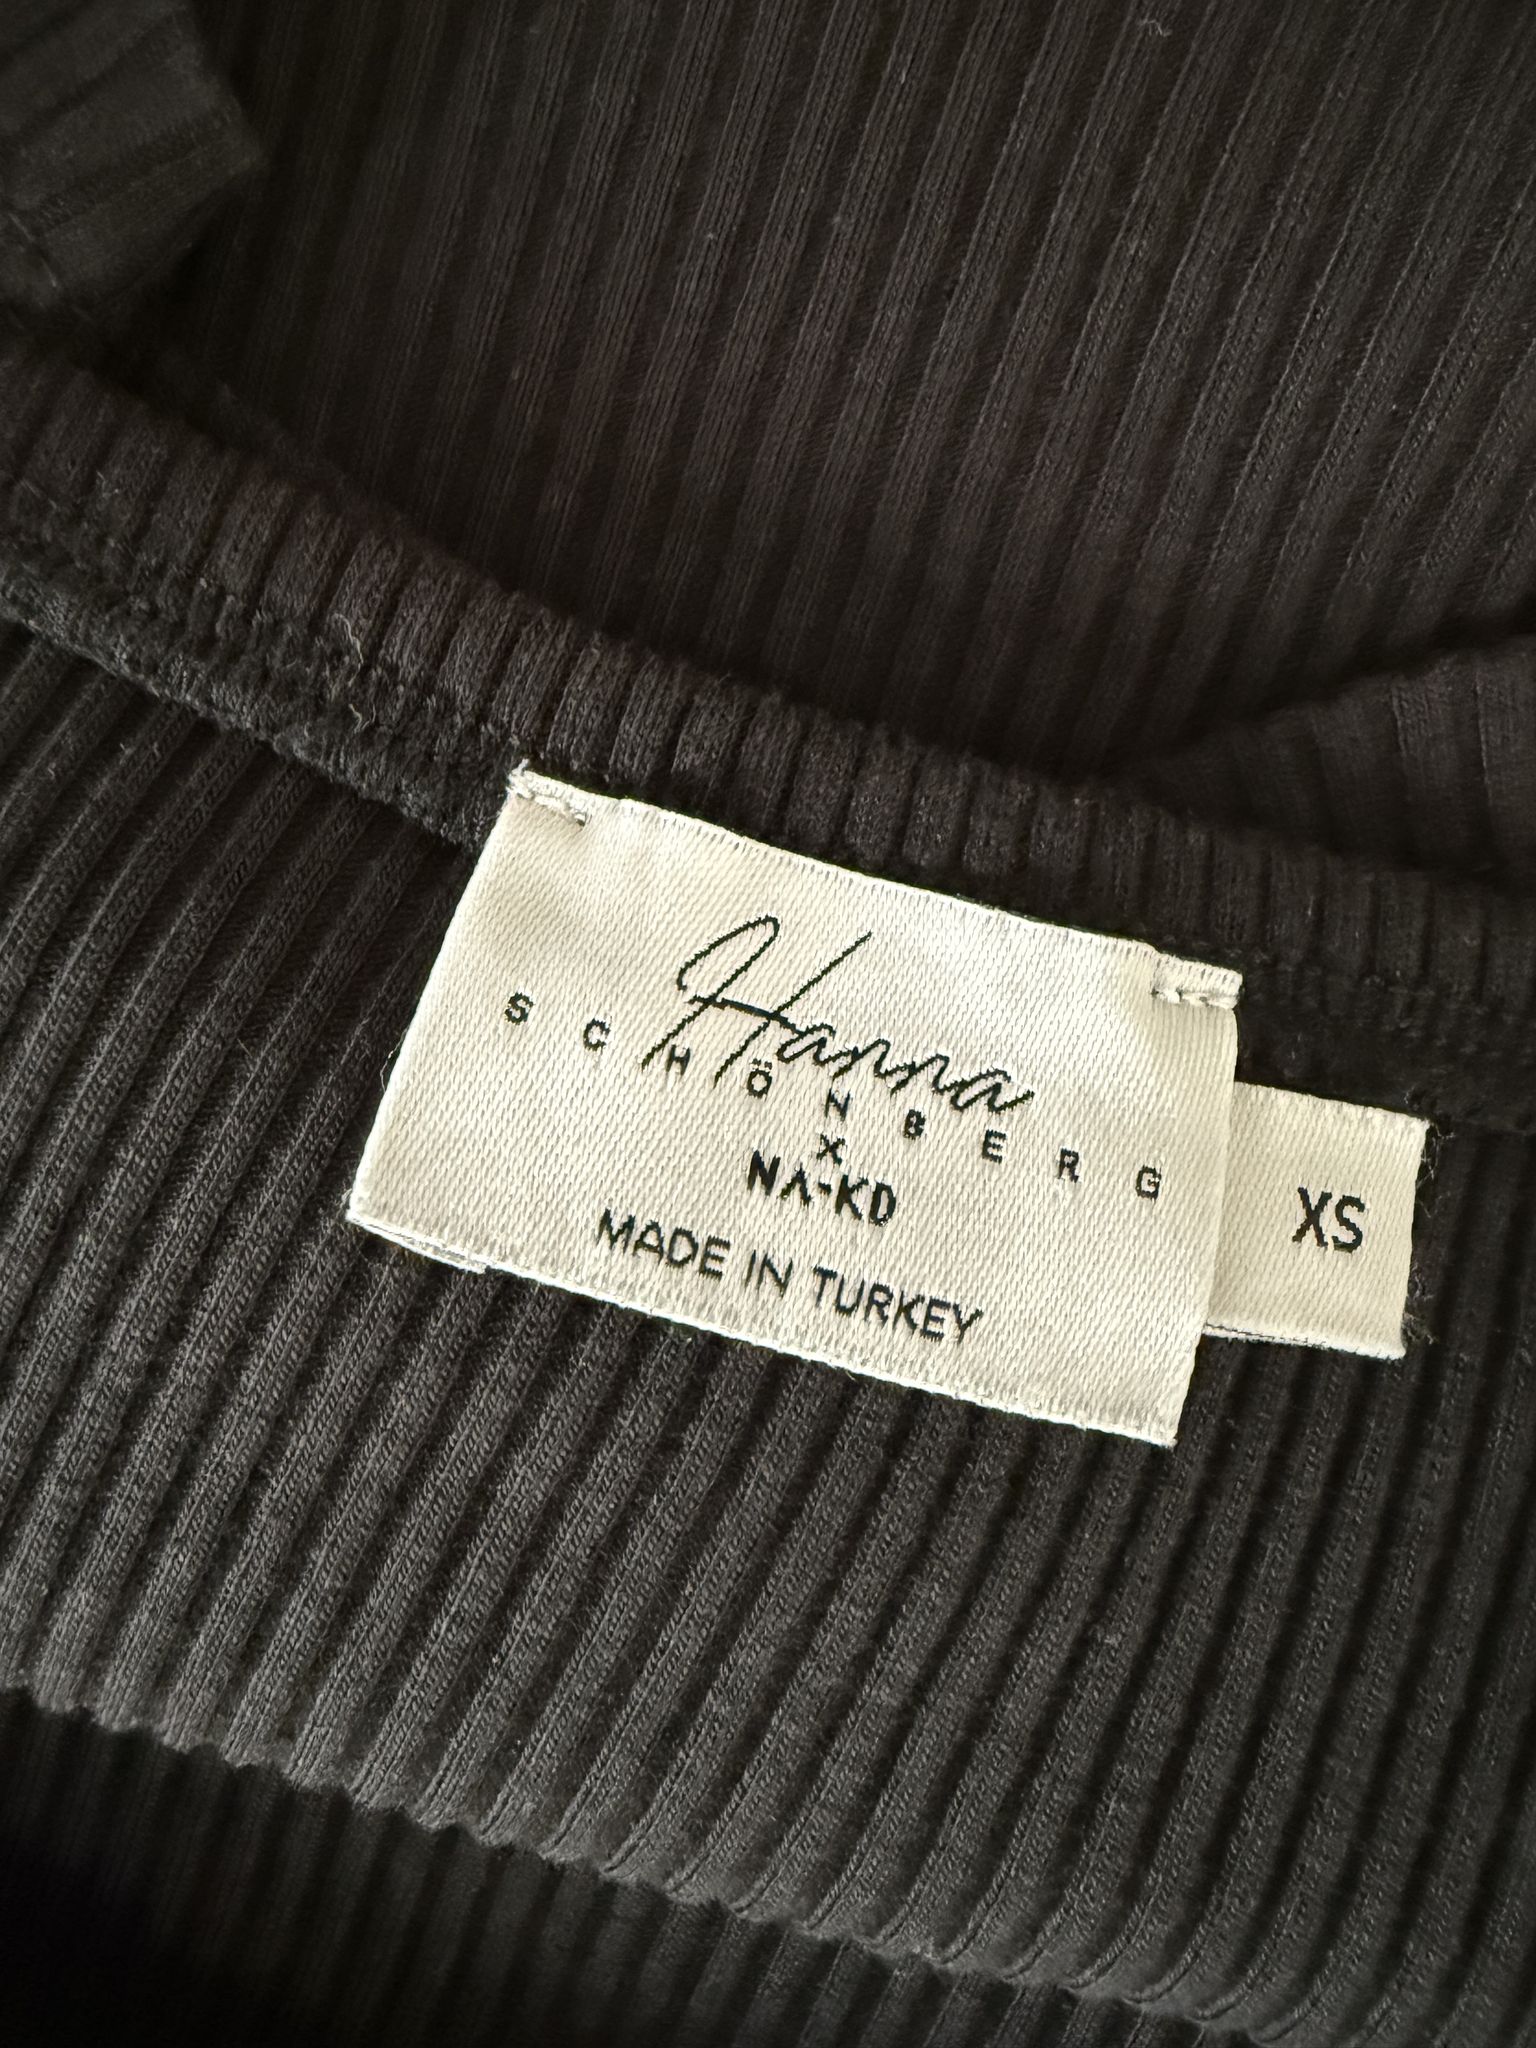 Hanna
SCHÖNBERG
X
NA-KD
MADE IN TURKEY
XS